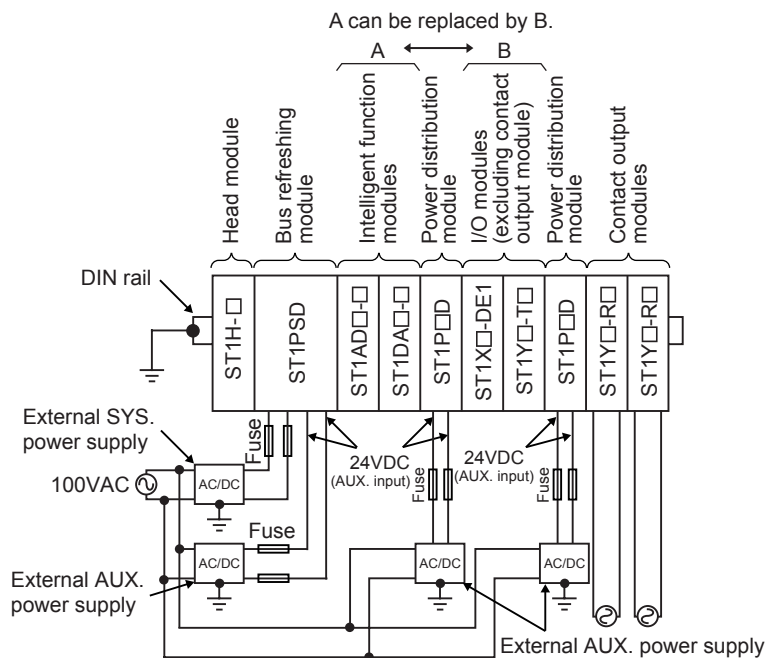 A can be replaced by B.
A
B
Head module
Bus refreshing
module
Intelligent function
modules
Power distribution
module
I/O modules
(excluding contact
output module)
Power distribution
module
Contact output
modules
DIN rail
ST1H-□
ST1PSD
ST1AD□-□
ST1DA□-□
ST1P□D
ST1X□-DE1
ST1Y□-T□
ST1P□D
ST1Y□-R□
ST1Y□-R□
External SYS.
power supply
Fuse
24VDC
(AUX. input)
Fuse
24VDC
(AUX. input)
Fuse
100VAC
AC/DC
Fuse
AC/DC
AC/DC
AC/DC
External AUX.
power supply
External AUX. power supply